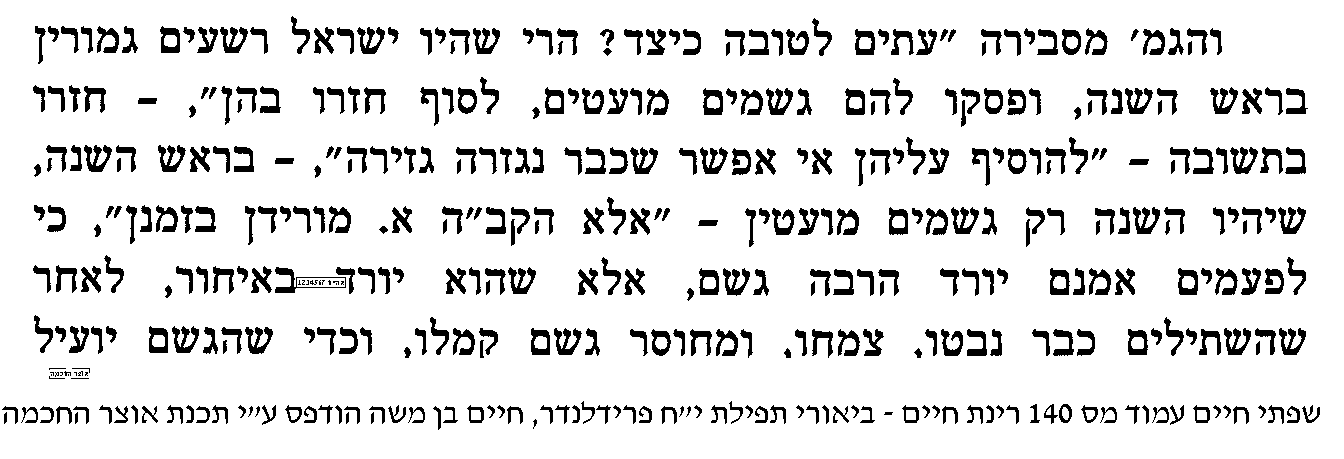 והגמ׳ מסבירה ״עתים לטובה כיצד? הרי שהיו ישראל רשעים גמורין
בראש השנה, ופסקו להם גשמים מועטים, לסוף חזרו בהן״, – חזרו
בתשובה – ״להוסיף עליהן אי אפשר שכבר נגזרה גזירה״, – בראש השנה,
שיהיו השנה רק גשמים מועטין – ״אלא הקב״ה א. מורידן בזמנן״, כי
לפעמים אמנם יורד הרבה גשם, אלא שהוא יורד באיחור, לאחר
שהשתילים כבר נבטו. צמחו. ומחוסר גשם קמלו, וכדי שהגשם יועיל
אוצר החכמה
שפתי חיים עמוד מס 140 רינת חיים - ביאורי תפילת י״ח פרידלנדר, חיים בן משה הודפס ע״י תכנת אוצר החכמה